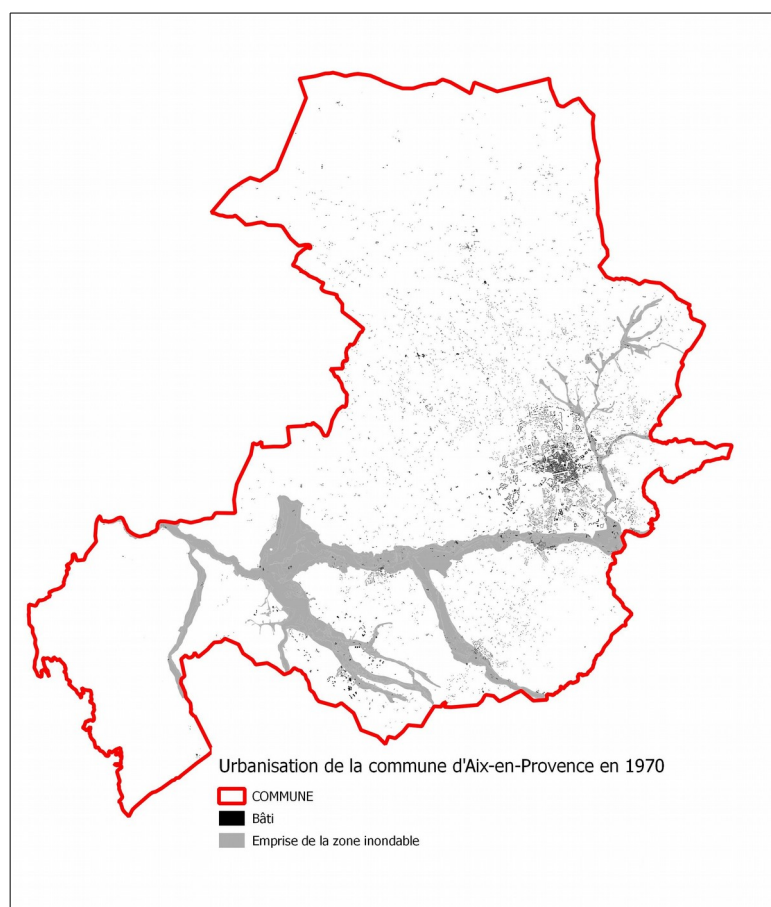 Urbanisation de la commune d'Aix-en-Provence en 1970
COMMUNE
Bâti
Emprise de la zone inondable